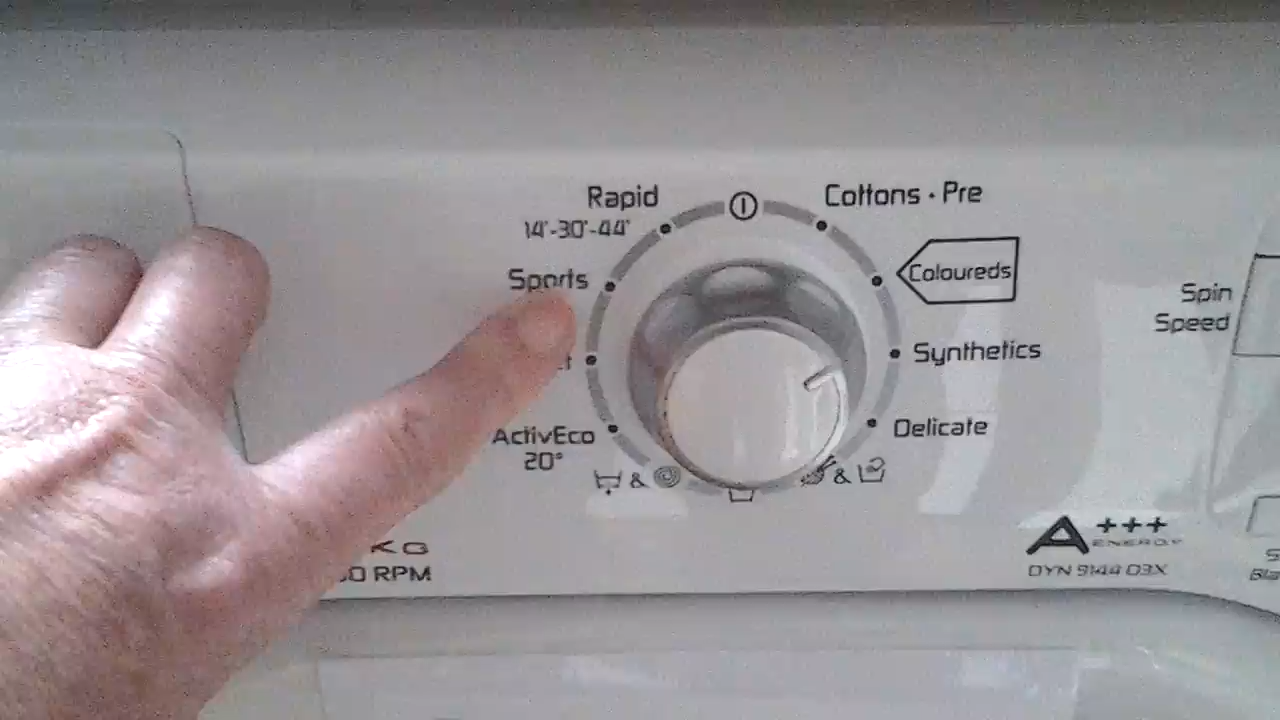 Rapid
14'-30'-44'
Sports
ActivEco
20°
Cottons · Pre
Coloureds
Synthetics
Delicate
&
&
KG
RPM
A+++
ENERGY
DYN 9144 D3X
Spin
Speed